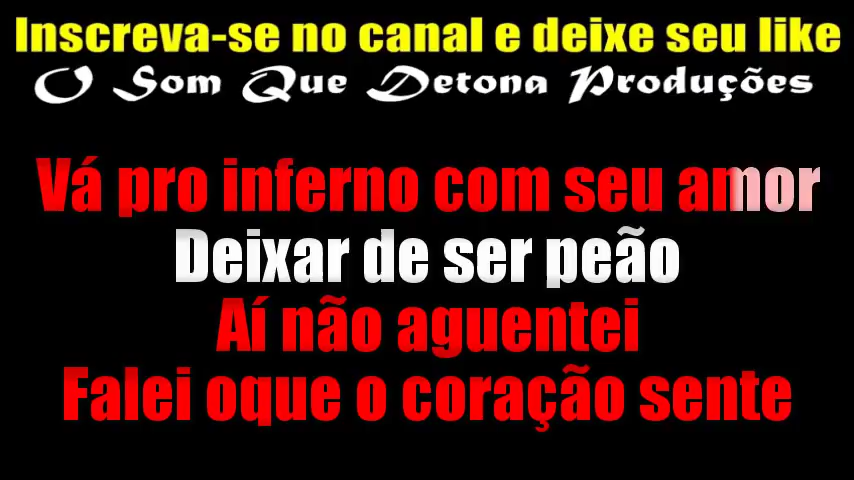 Inscreva-se no canal e deixe seu like
O Som Que Detona Produções
Vá pro inferno com seu amor
Deixar de ser peão
Aí não aguentei
Falei oque o coração sente